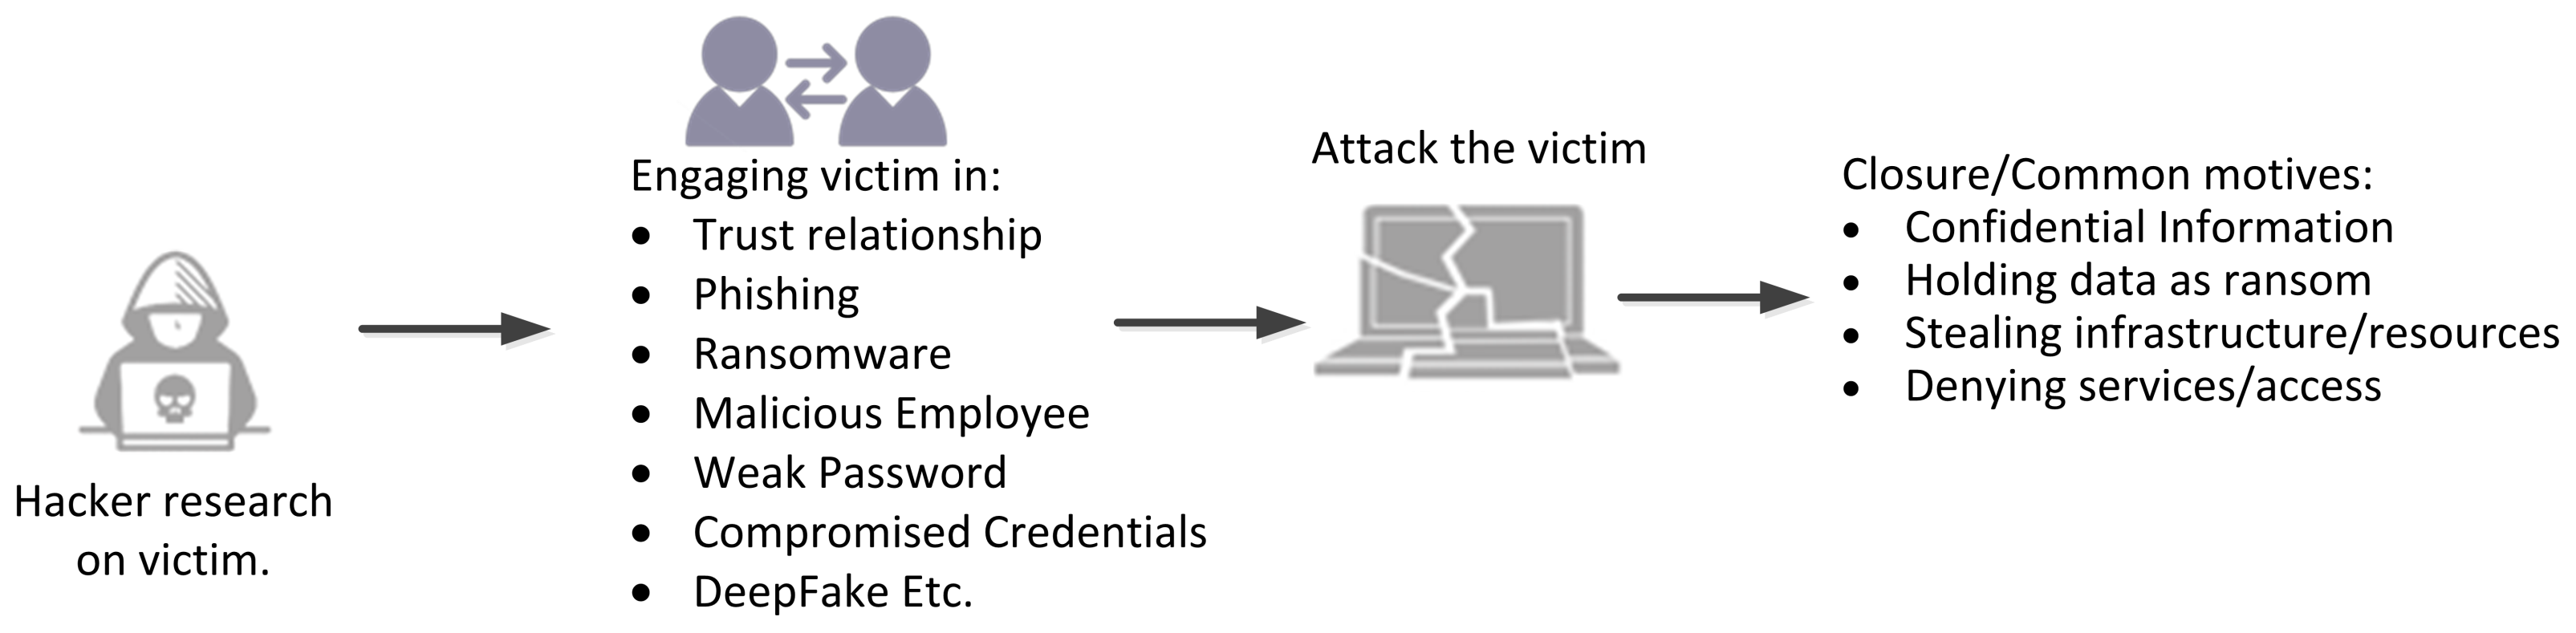 Hacker research
on victim.
Engaging victim in:
• Trust relationship
• Phishing
• Ransomware
• Malicious Employee
• Weak Password
• Compromised Credentials
• DeepFake Etc.
Attack the victim
Closure/Common motives:
• Confidential Information
• Holding data as ransom
• Stealing infrastructure/resources
• Denying services/access